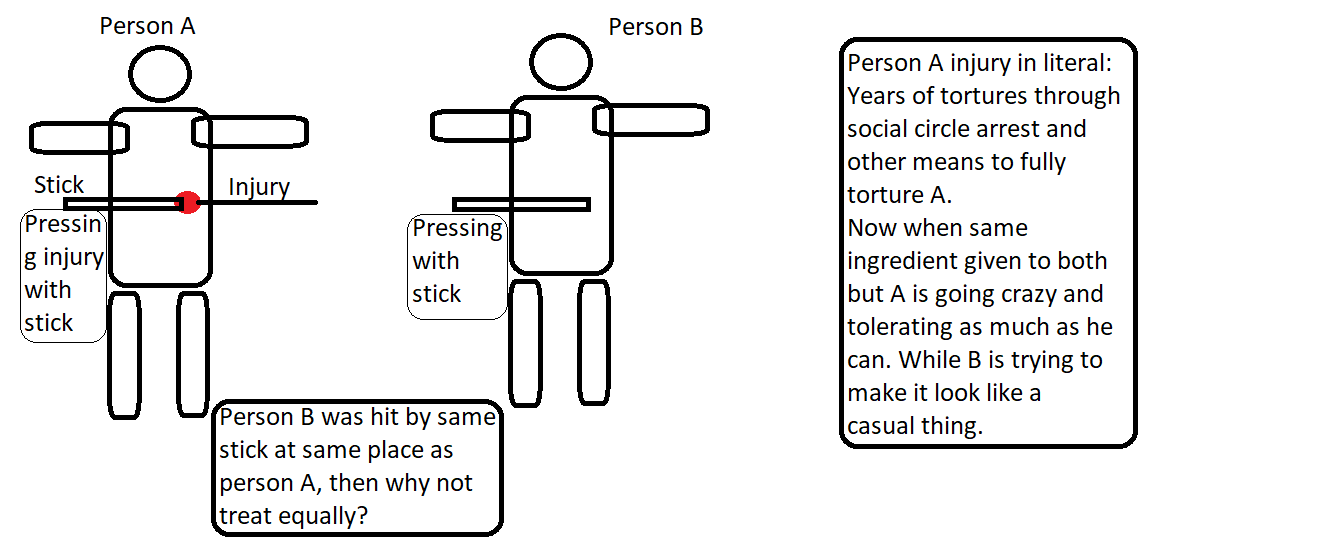 Person A
Person B
Stick
Injury
Pressin
g injury
with
stick
Pressing
with
stick
Person B was hit by same
stick at same place as
person A, then why not
treat equally?
Person A injury in literal:
Years of tortures through
social circle arrest and
other means to fully
torture A.
Now when same
ingredient given to both
but A is going crazy and
tolerating as much as he
can. While B is trying to
make it look like a
casual thing.